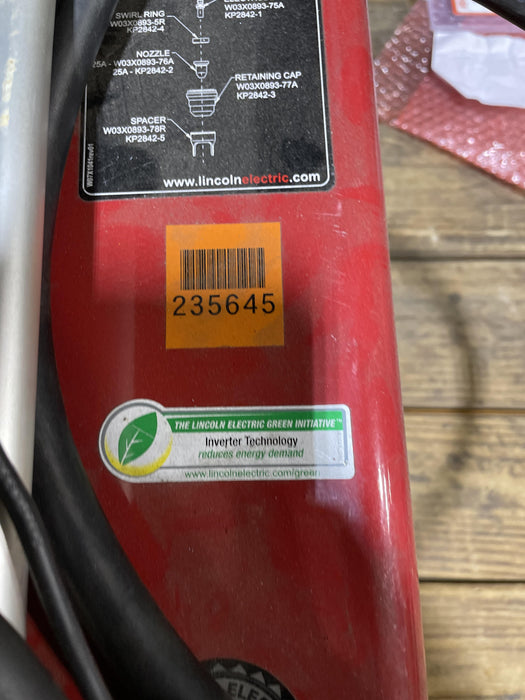 W03X0893-75A
KP2842-1
SWIRL RING
W03X0893-5R
KP2842-4
NOZZLE
25A - W03X0893-76A
25A - KP2842-2
RETAINING CAP
W03X0893-77A
KP2842-3
SPACER
W03X0893-78R
KP2842-5
www.lincolnelectric.com
235645
THE LINCOLN ELECTRIC GREEN INITIATIVE™
Inverter Technology
reduces energy demand
www.lincolnelectric.com/green